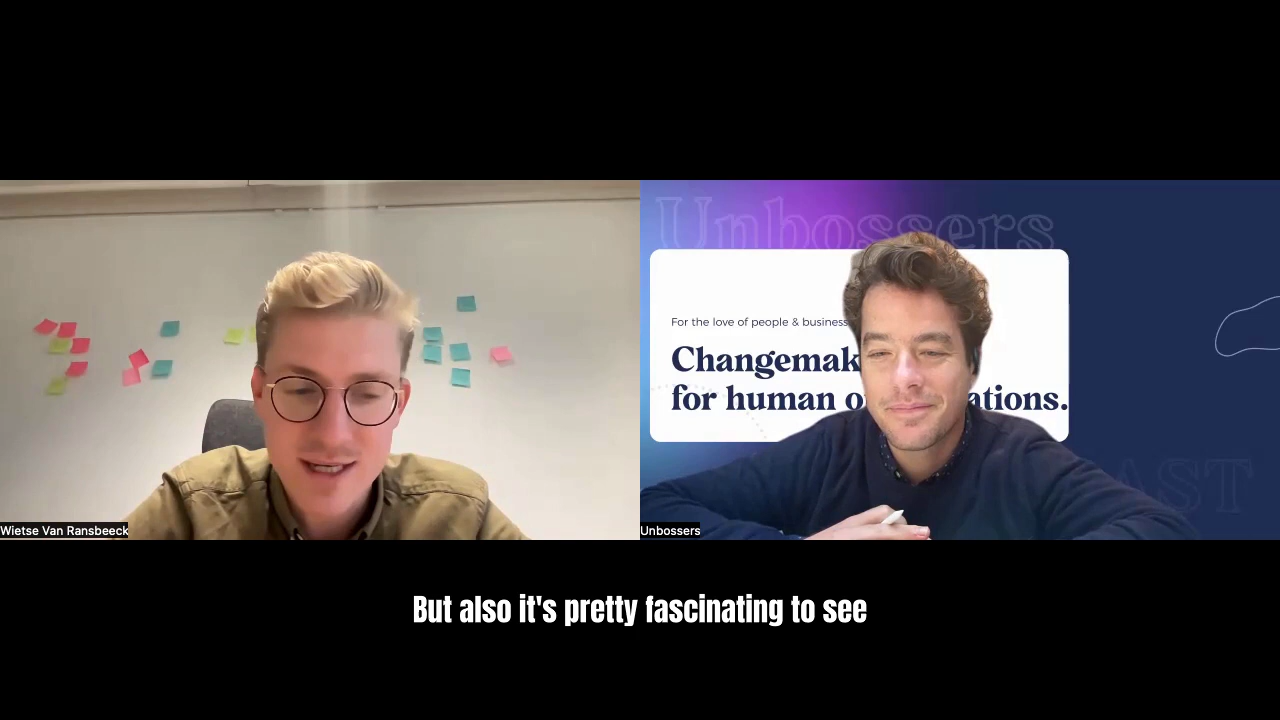 Unbossers
For the love of people & business
Changemak
for human o ations.
AST
Wietse Van Ransbeeck
Unbossers
But also it's pretty fascinating to see